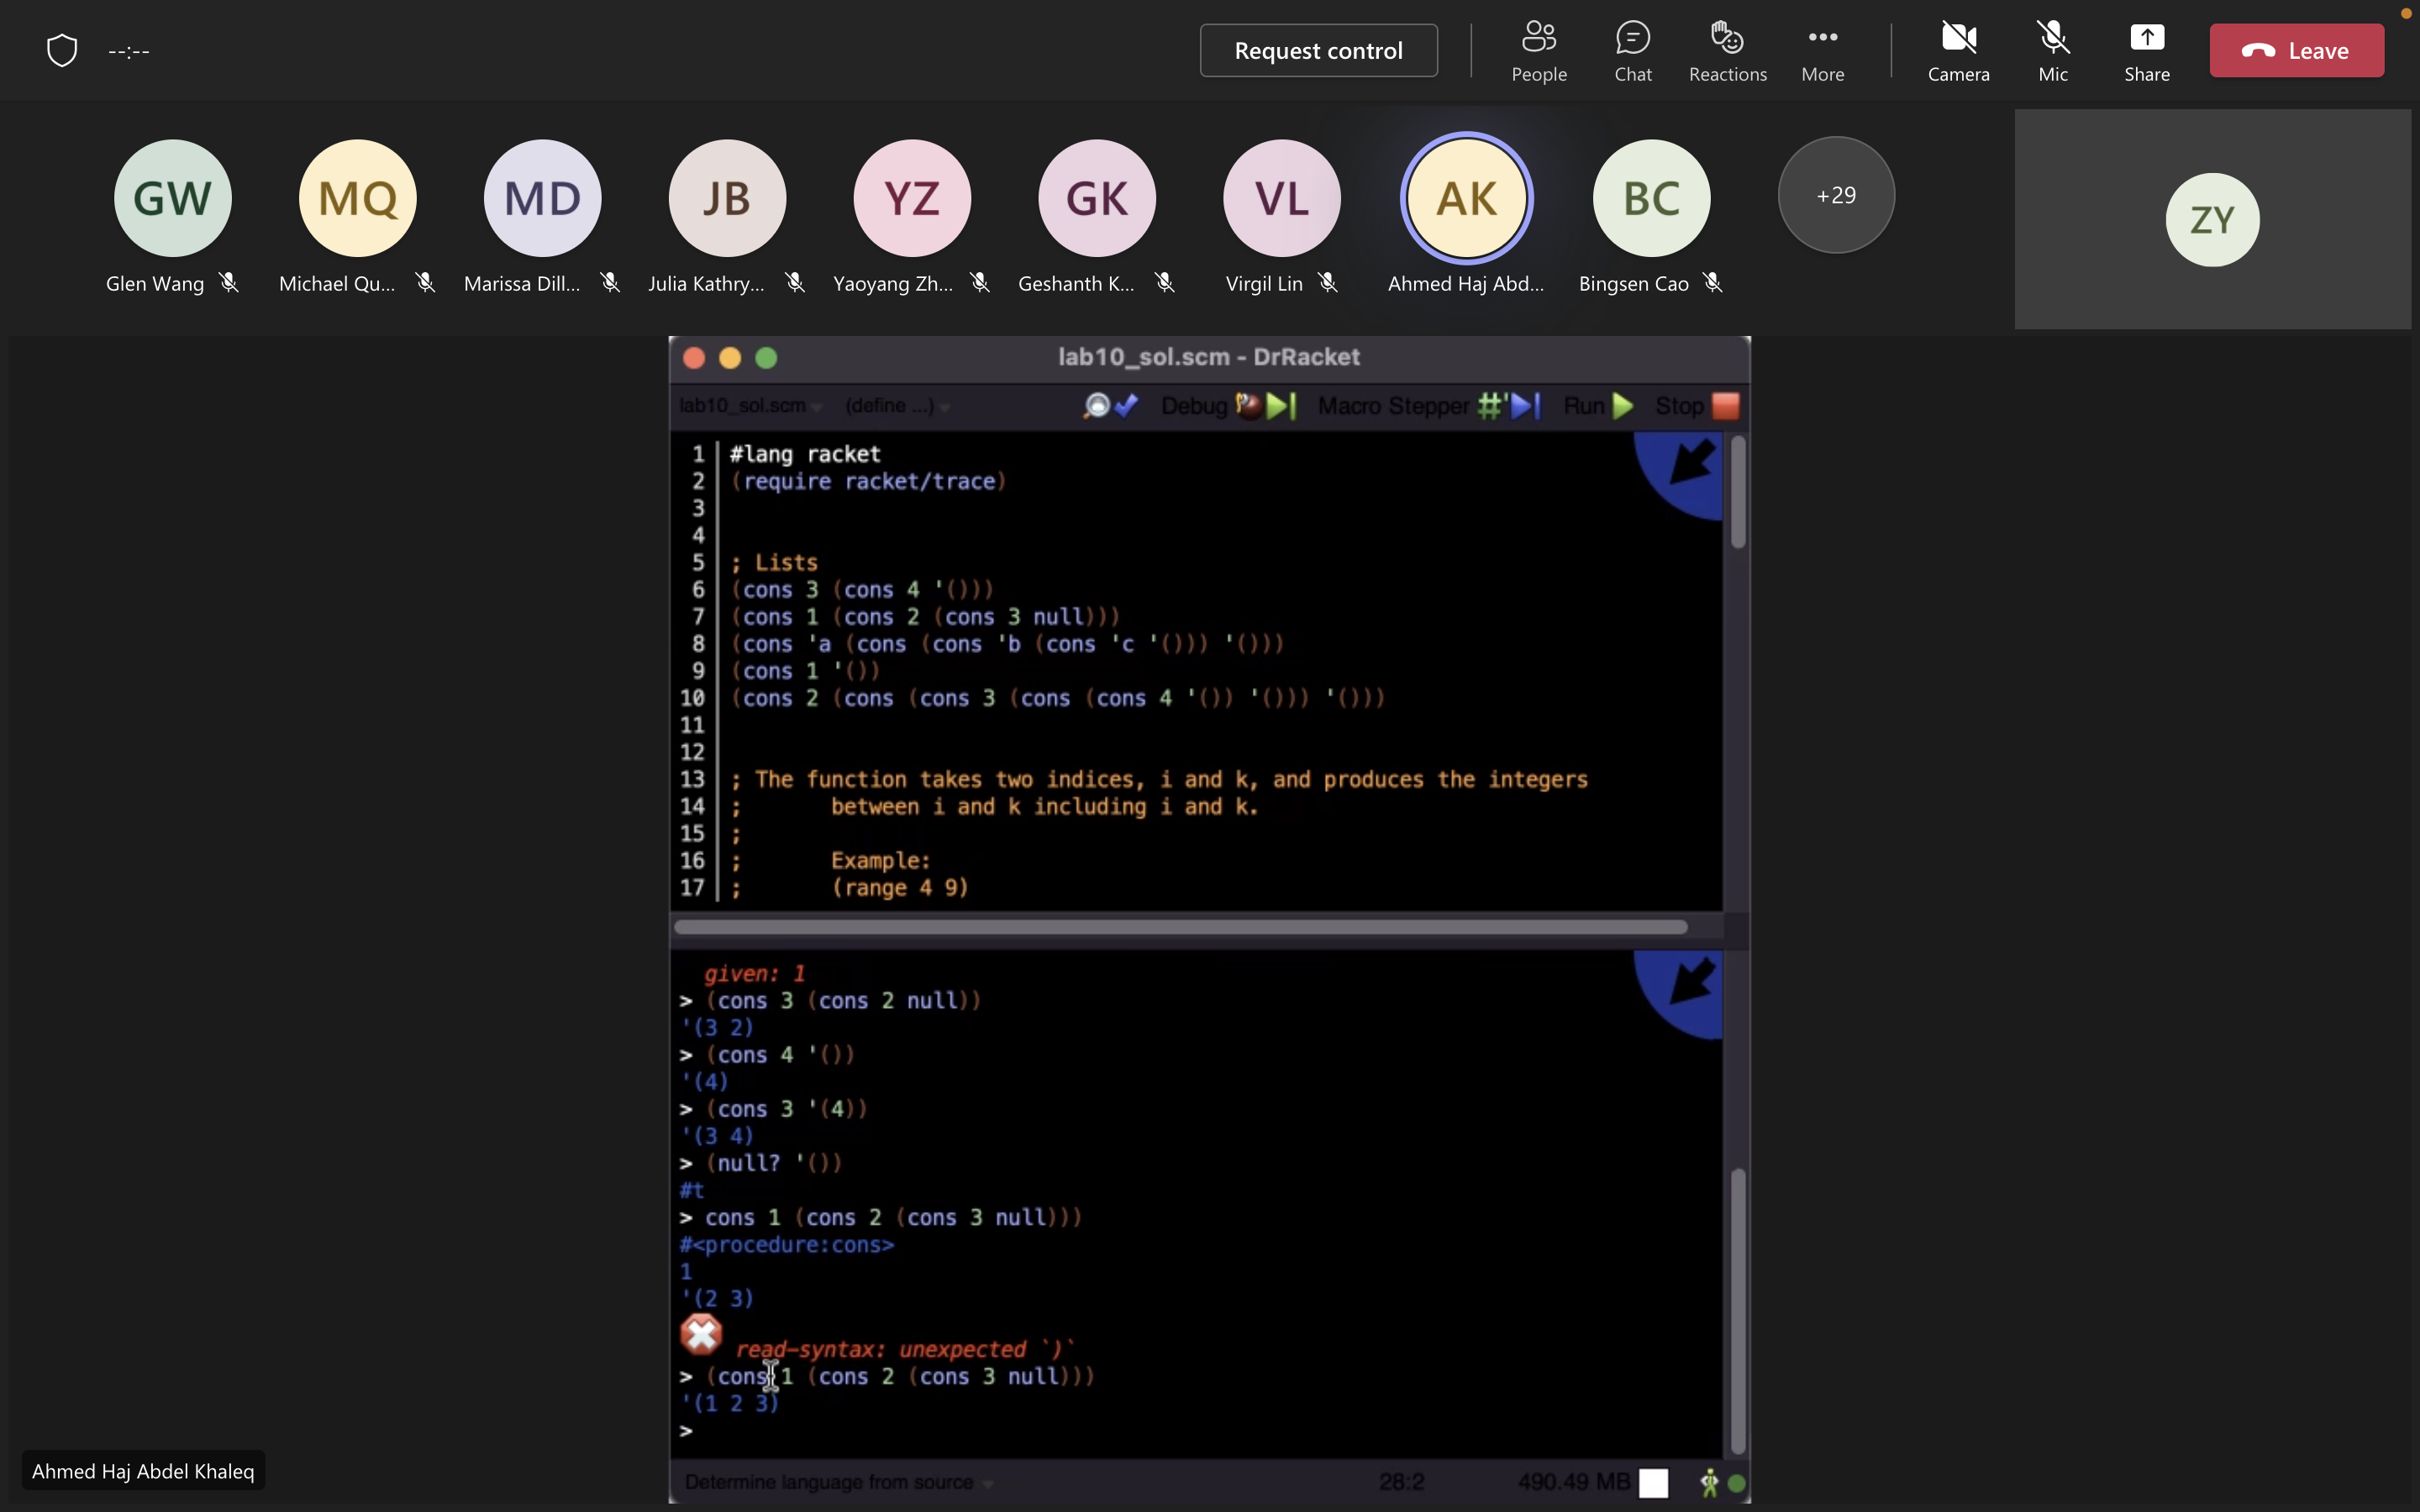 --:--
Request control
People
Chat
Reactions
More
Camera
Mic
Share
Leave
GW
MQ
MD
JB
YZ
GK
VL
AK
BC
+29
ZY
Glen Wang
Michael Qu...
Marissa Dill...
Julia Kathry...
Yaoyang Zh...
Geshanth K...
Virgil Lin
Ahmed Haj Abd...
Bingsen Cao
lab10_sol.scm - DrRacket
lab10_sol.scm (define ...) Debug Macro Stepper #' Run Stop
1 #lang racket
2 (require racket/trace)
3
4
5 ; Lists
6 (cons 3 (cons 4 '()))
7 (cons 1 (cons 2 (cons 3 null)))
8 (cons 'a (cons (cons 'b (cons 'c '())) '()))
9 (cons 1 '())
10 (cons 2 (cons (cons 3 (cons (cons 4 '()) '())) '()))
11
12
13 ; The function takes two indices, i and k, and produces the integers
14 ; between i and k including i and k.
15 ;
16 ; Example:
17 ; (range 4 9)
given: 1
> (cons 3 (cons 2 null))
'(3 2)
> (cons 4 '())
'(4)
> (cons 3 '(4))
'(3 4)
> (null? '())
#t
> cons 1 (cons 2 (cons 3 null)))
#<procedure:cons>
1
'(2 3)
read-syntax: unexpected `)`
> (cons 1 (cons 2 (cons 3 null)))
'(1 2 3)
>
Ahmed Haj Abdel Khaleq
Determine language from source 28:2 490.49 MB